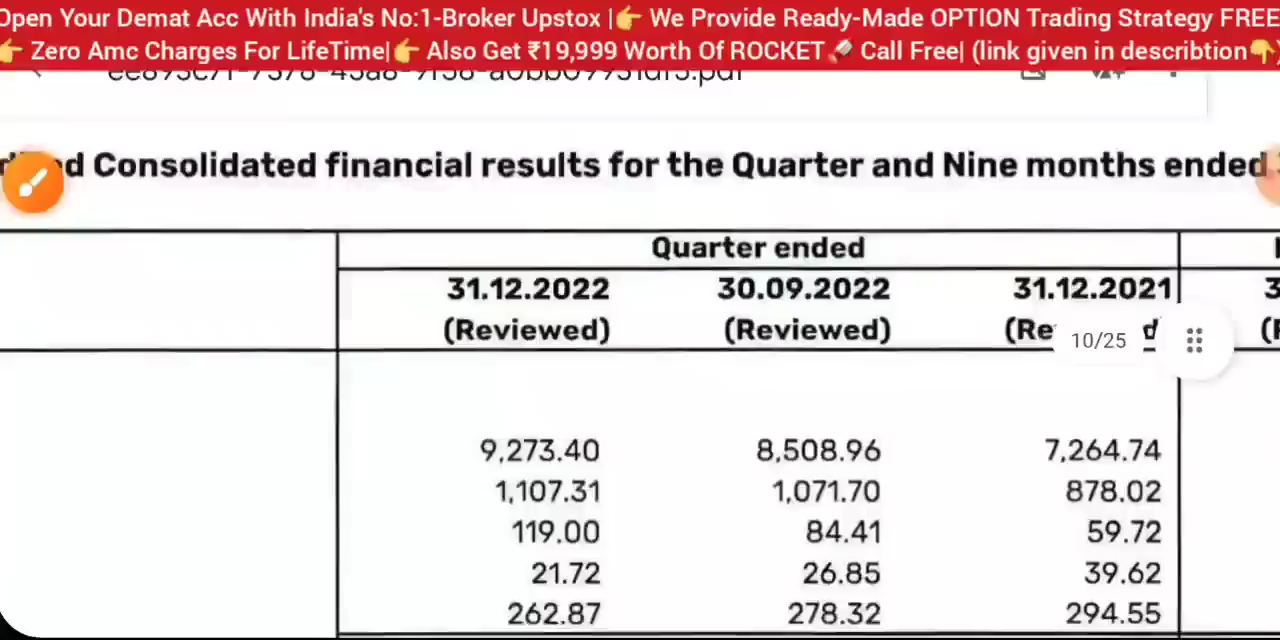 Open Your Demat Acc With India's No:1-Broker Upstox |👉 We Provide Ready-Made OPTION Trading Strategy FREE
👉 Zero Amc Charges For LifeTime|👉 Also Get ₹19,999 Worth Of ROCKET🚀 Call Free| (link given in describtion👇)
Consolidated financial results for the Quarter and Nine months ended
Quarter ended
31.12.2022 30.09.2022 31.12.2021
(Reviewed) (Reviewed)
10/25
9,273.40 8,508.96 7,264.74
1,107.31 1,071.70 878.02
119.00 84.41 59.72
21.72 26.85 39.62
262.87 278.32 294.55